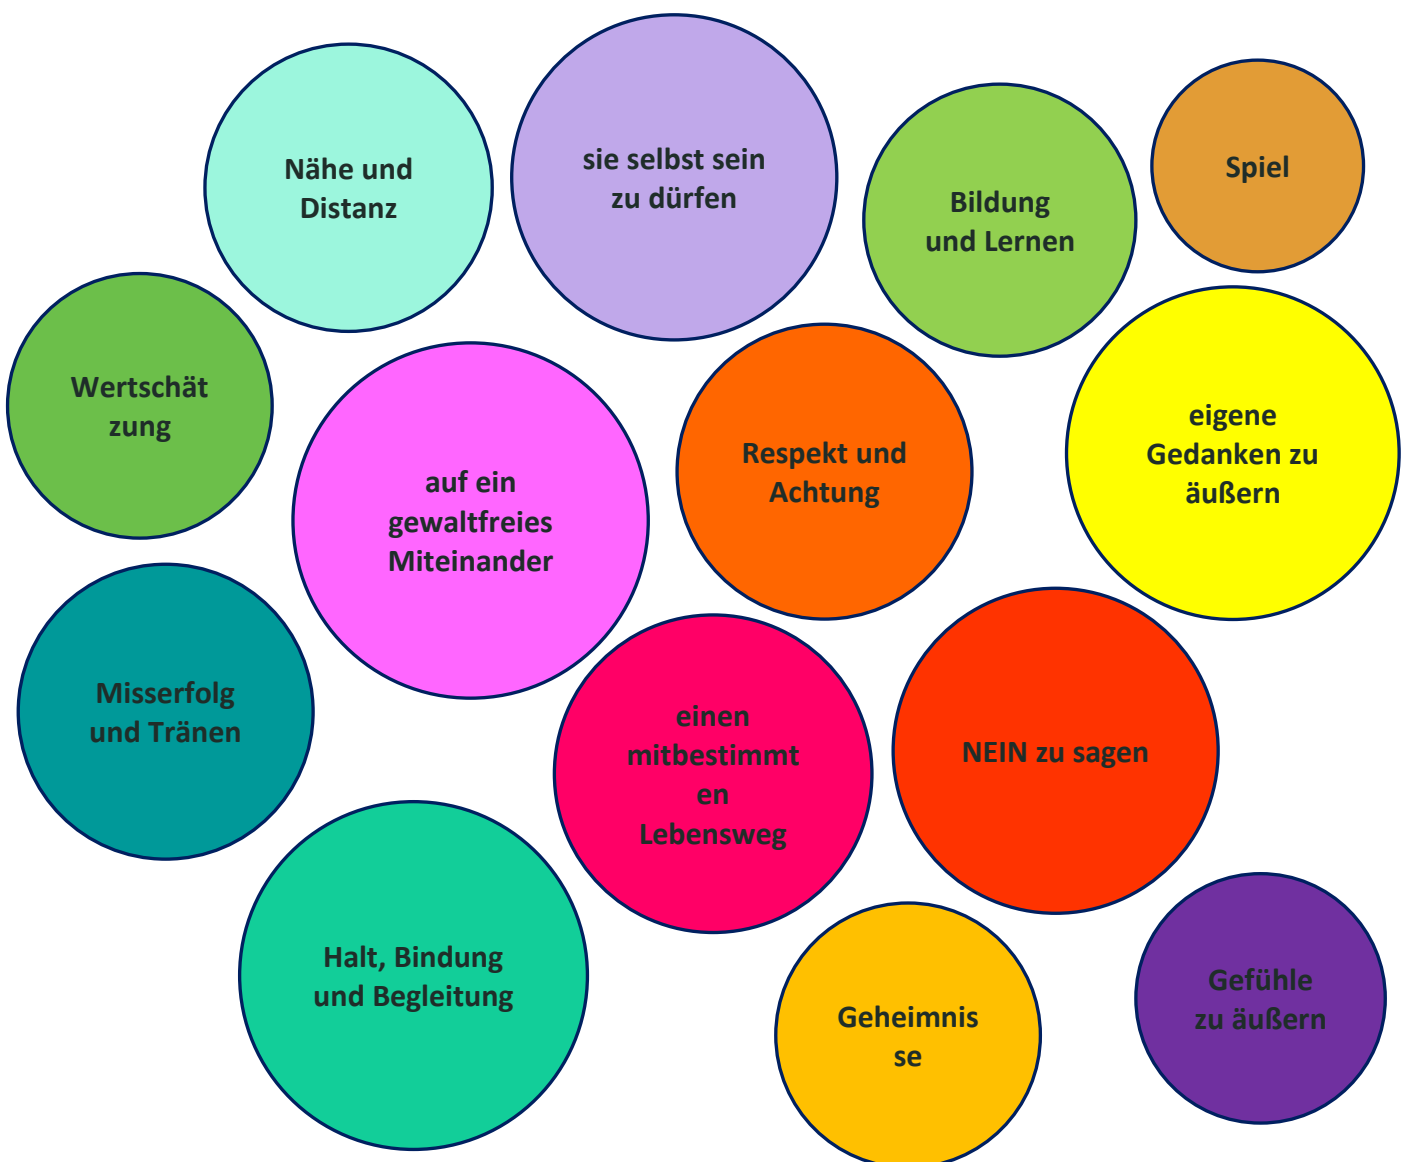 Nähe und
Distanz
sie selbst sein
zu dürfen
Bildung
und Lernen
Spiel
Wertschät
zung
auf ein
gewaltfreies
Miteinander
Respekt und
Achtung
eigene
Gedanken zu
äußern
Misserfolg
und Tränen
einen
mitbestimmt
en
Lebensweg
NEIN zu sagen
Halt, Bindung
und Begleitung
Geheimnis
se
Gefühle
zu äußern